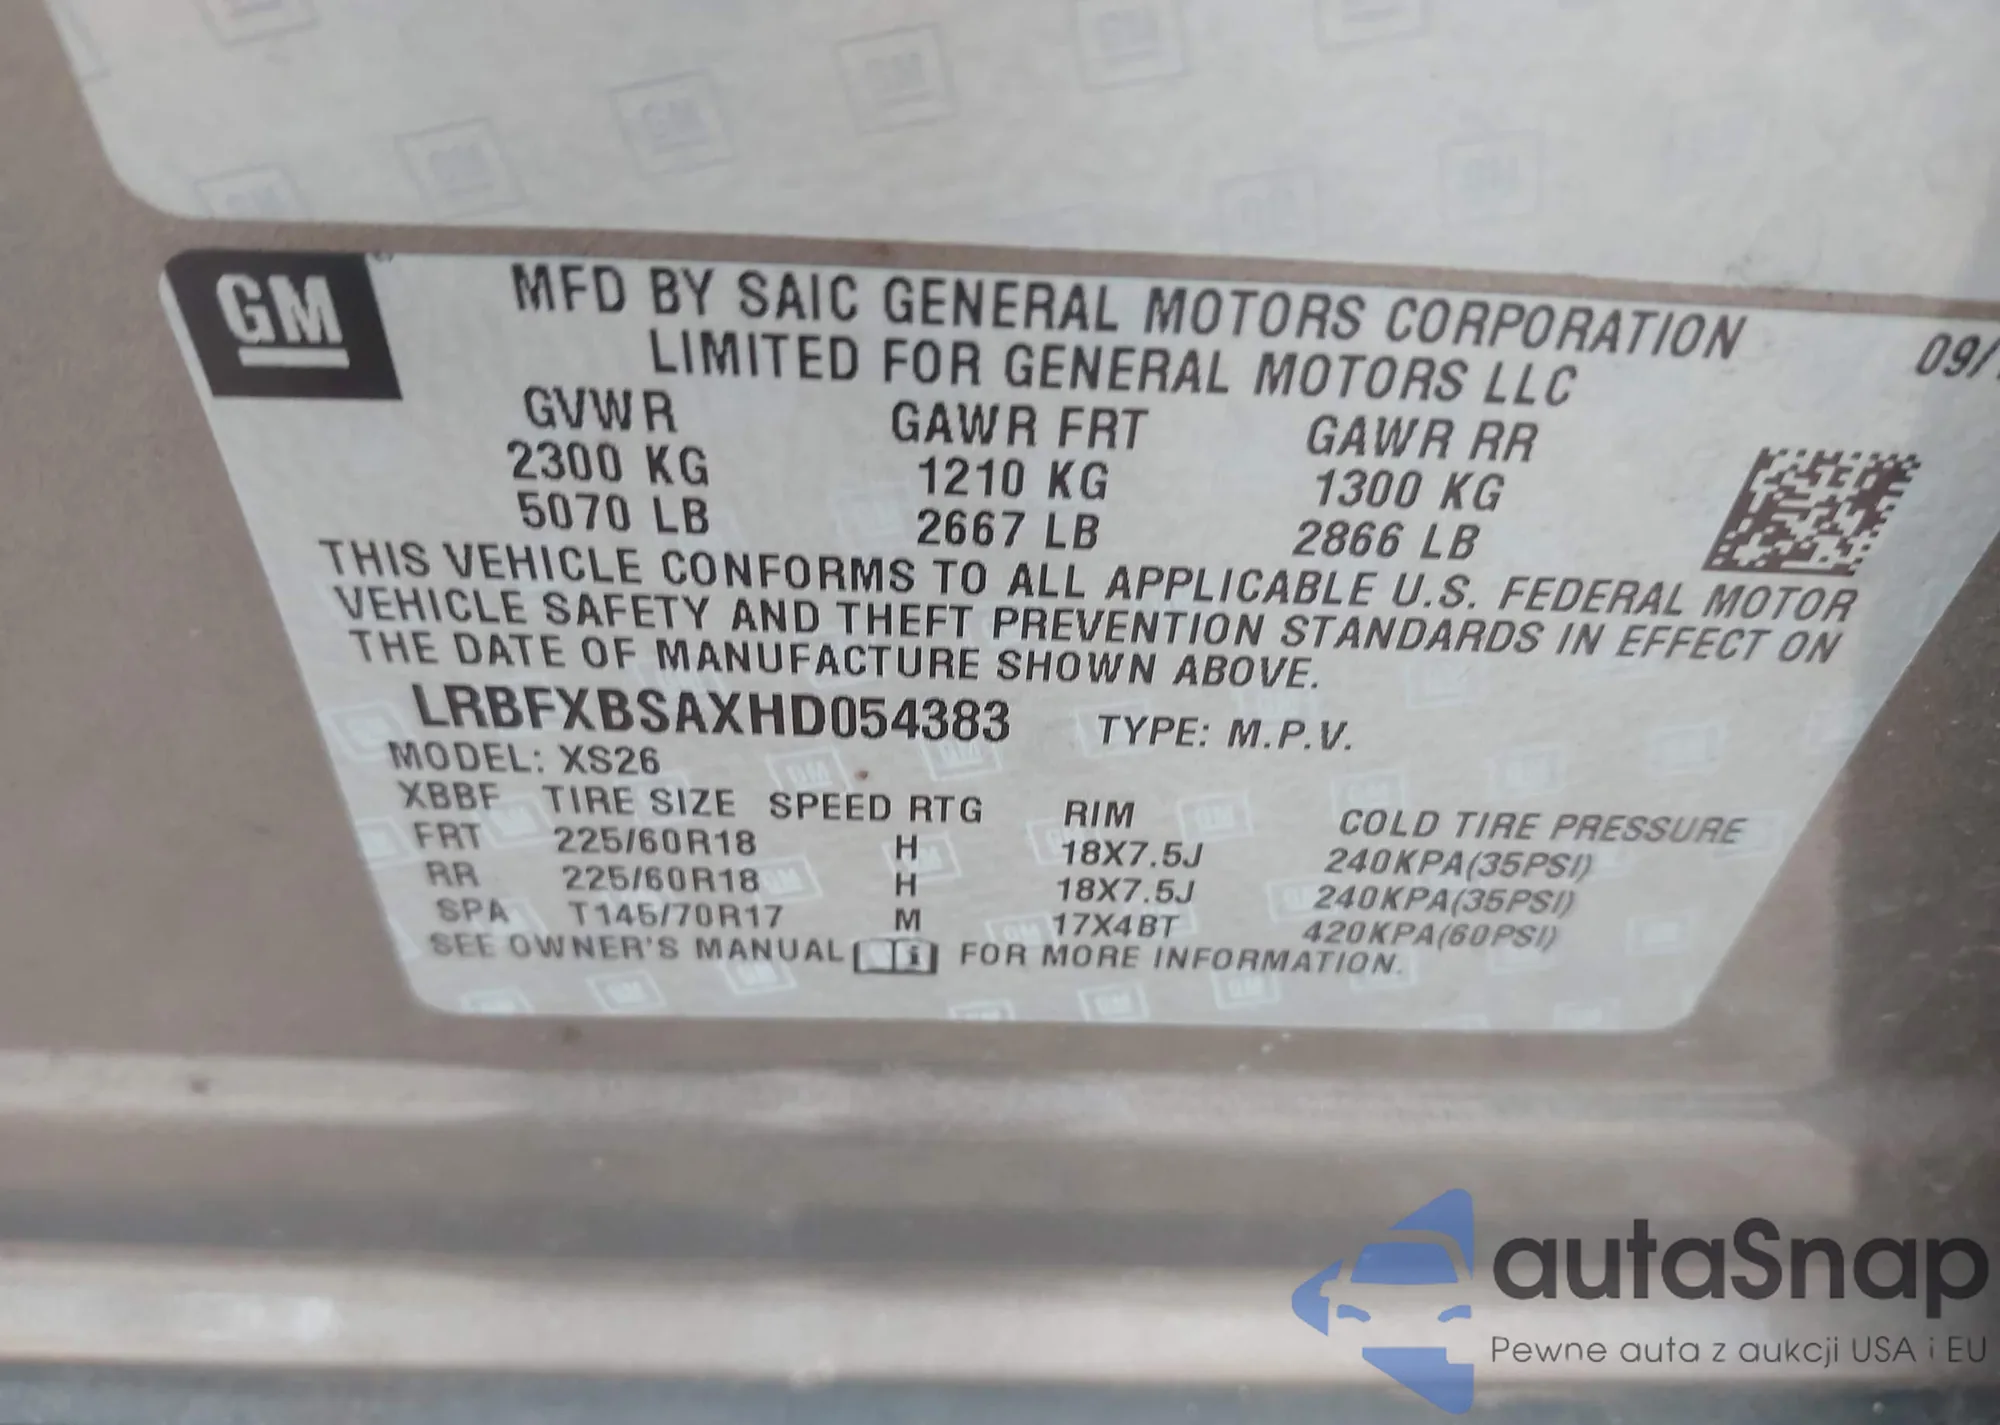 GM
MFD BY SAIC GENERAL MOTORS CORPORATION
LIMITED FOR GENERAL MOTORS LLC
09/
GVWR GAWR FRT GAWR RR
2300 KG 1210 KG 1300 KG
5070 LB 2667 LB 2866 LB
THIS VEHICLE CONFORMS TO ALL APPLICABLE U.S. FEDERAL MOTOR
VEHICLE SAFETY AND THEFT PREVENTION STANDARDS IN EFFECT ON
THE DATE OF MANUFACTURE SHOWN ABOVE.
LRBFXBSAXHD054383 TYPE: M.P.V.
MODEL: XS26
XBBF TIRE SIZE SPEED RTG RIM COLD TIRE PRESSURE
FRT 225/60R18 H 18X7.5J 240KPA(35PSI)
RR 225/60R18 H 18X7.5J 240KPA(35PSI)
SPA T145/70R17 M 17X4BT 420KPA(60PSI)
SEE OWNER'S MANUAL FOR MORE INFORMATION.
autaSnap
Pewne auta z aukcji USA i EU